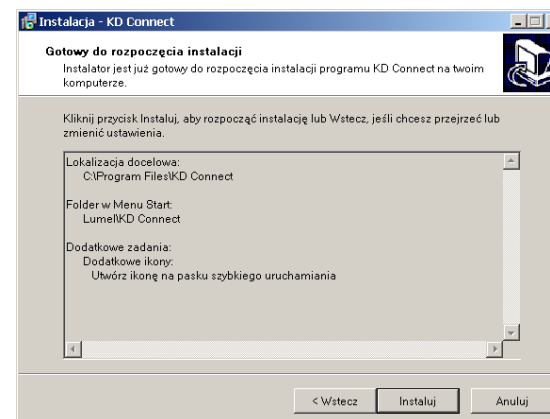 Instalacja - KD Connect
Gotowy do rozpoczęcia instalacji
Instalator jest już gotowy do rozpoczęcia instalacji programu KD Connect na twoim
komputerze.
Kliknij przycisk Instaluj, aby rozpocząć instalację lub Wstecz, jeśli chcesz przejrzeć lub
zmienić ustawienia.
Lokalizacja docelowa:
C:\Program Files\KD Connect
Folder w Menu Start:
Lumel\KD Connect
Dodatkowe zadania:
Dodatkowe ikony:
Utwórz ikonę na pasku szybkiego uruchamiania
< Wstecz
Instaluj
Anuluj